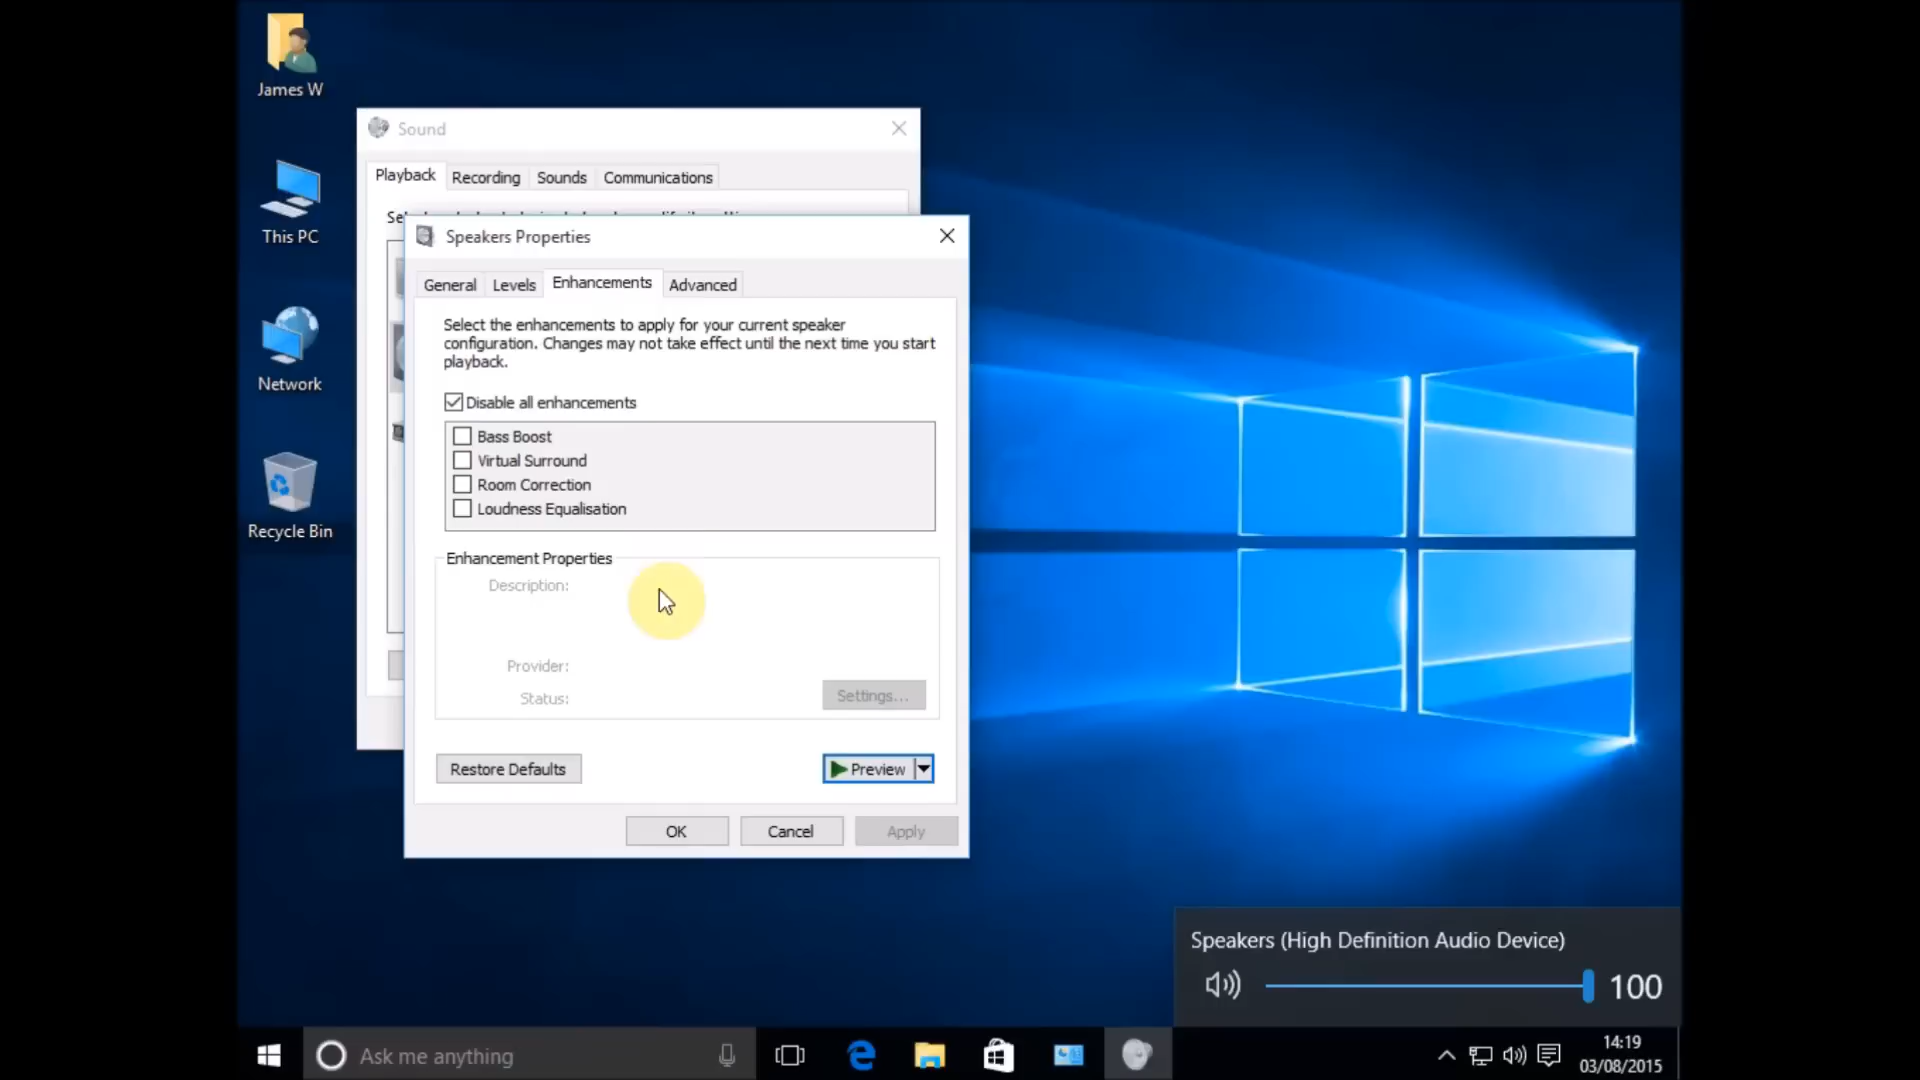 James W
This PC
Network
Recycle Bin
Sound
Playback
Recording
Sounds
Communications
Speakers Properties
General
Levels
Enhancements
Advanced
Select the enhancements to apply for your current speaker
configuration. Changes may not take effect until the next time you start
playback.
Disable all enhancements
Bass Boost
Virtual Surround
Room Correction
Loudness Equalisation
Enhancement Properties
Description:
Provider:
Status:
Settings...
Restore Defaults
Preview
OK
Cancel
Apply
Speakers (High Definition Audio Device)
100
Ask me anything
14:19
03/08/2015